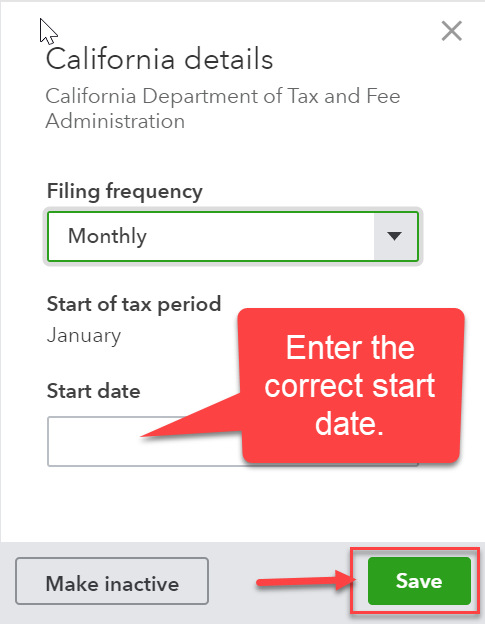 California details
California Department of Tax and Fee
Administration
Filing frequency
Monthly
Start of tax period
January
Start date
Enter the
correct start
date.
Make inactive
Save